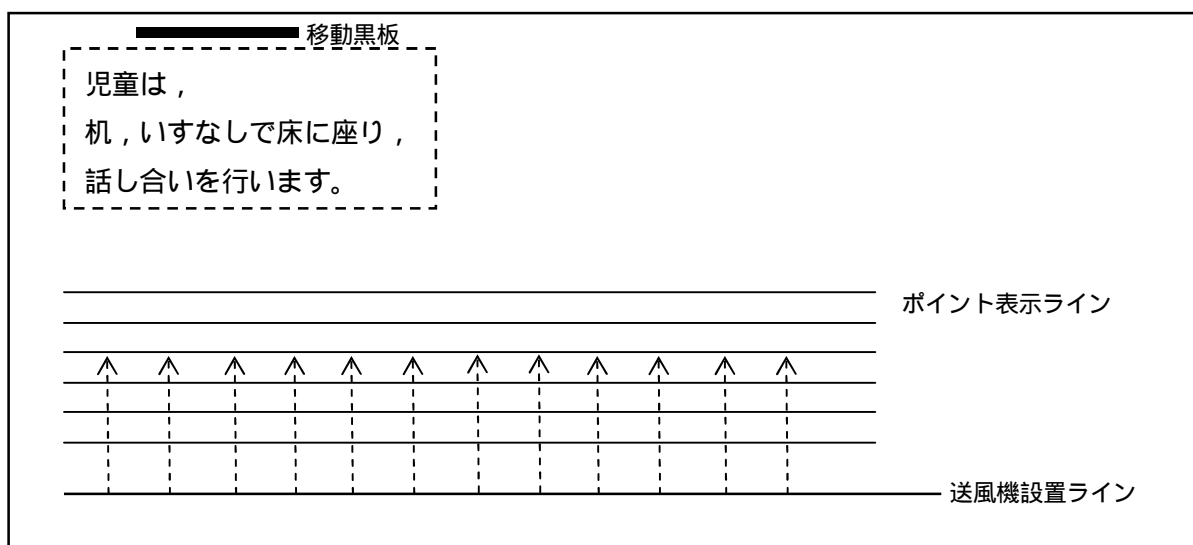 移動黒板
児童は，
机，いすなしで床に座り，
話し合いを行います。
ポイント表示ライン
送風機設置ライン